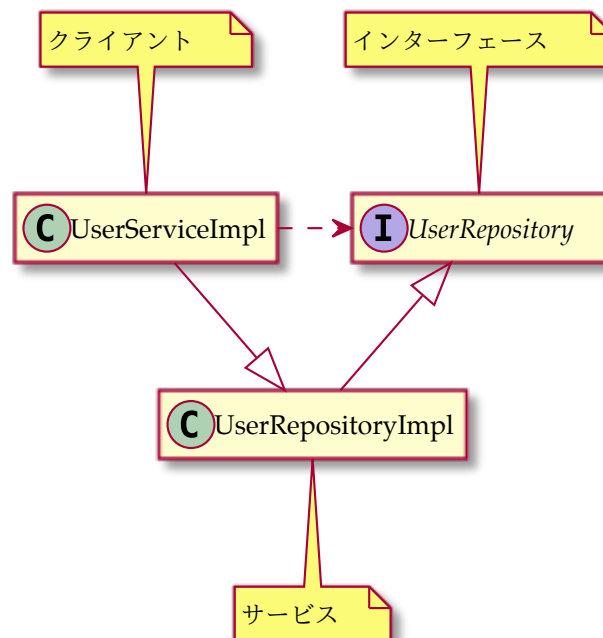 クライアント
インターフェース
C UserServiceImpl
I UserRepository
C UserRepositoryImpl
サービス